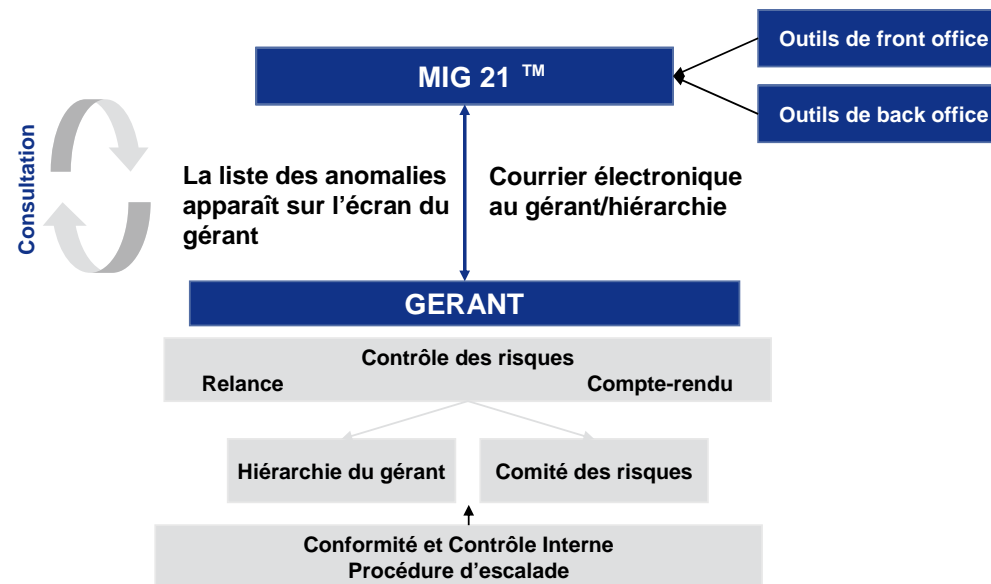 Outils de front office
MIG 21 ™
Outils de back office
Consultation
La liste des anomalies
apparaît sur l’écran du
gérant
Courrier électronique
au gérant/hiérarchie
GERANT
Contrôle des risques
Relance
Compte-rendu
Hiérarchie du gérant
Comité des risques
Conformité et Contrôle Interne
Procédure d’escalade